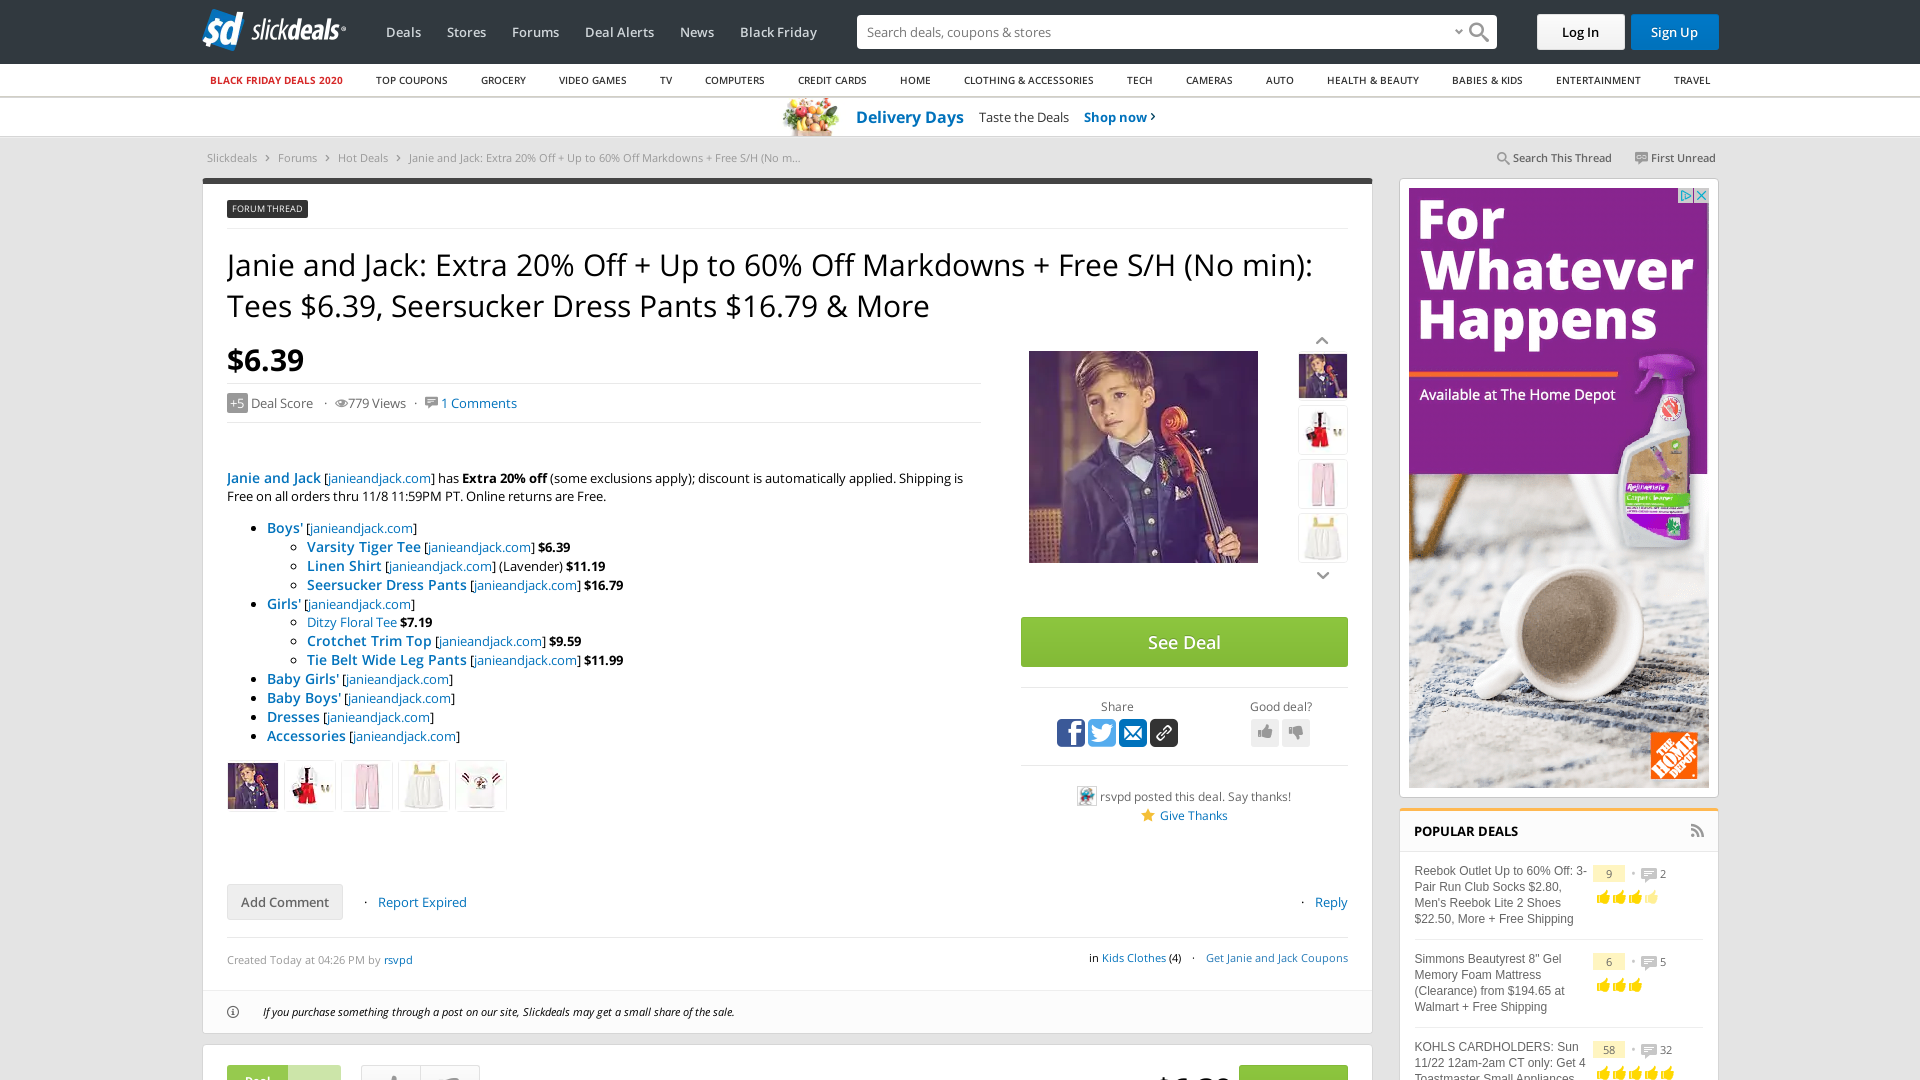 slickdeals
Deals Stores Forums Deal Alerts News Black Friday
Search deals, coupons & stores
Log In Sign Up
BLACK FRIDAY DEALS 2020 TOP COUPONS GROCERY VIDEO GAMES TV COMPUTERS CREDIT CARDS HOME CLOTHING & ACCESSORIES TECH CAMERAS AUTO HEALTH & BEAUTY BABIES & KIDS ENTERTAINMENT TRAVEL
Delivery Days Taste the Deals Shop now ›
Slickdeals › Forums › Hot Deals › Janie and Jack: Extra 20% Off + Up to 60% Off Markdowns + Free S/H (No m...
Search This Thread First Unread
FORUM THREAD
Janie and Jack: Extra 20% Off + Up to 60% Off Markdowns + Free S/H (No min):
Tees $6.39, Seersucker Dress Pants $16.79 & More
$6.39
+5 Deal Score · 779 Views · 1 Comments
Janie and Jack [janieandjack.com] has Extra 20% off (some exclusions apply); discount is automatically applied. Shipping is
Free on all orders thru 11/8 11:59PM PT. Online returns are Free.
Boys' [janieandjack.com]
Varsity Tiger Tee [janieandjack.com] $6.39
Linen Shirt [janieandjack.com] (Lavender) $11.19
Seersucker Dress Pants [janieandjack.com] $16.79
Girls' [janieandjack.com]
Ditzy Floral Tee $7.19
Crotchet Trim Top [janieandjack.com] $9.59
Tie Belt Wide Leg Pants [janieandjack.com] $11.99
Baby Girls' [janieandjack.com]
Baby Boys' [janieandjack.com]
Dresses [janieandjack.com]
Accessories [janieandjack.com]
See Deal
Share Good deal?
rsvpd posted this deal. Say thanks!
Give Thanks
Add Comment · Report Expired
· Reply
Created Today at 04:26 PM by rsvpd
in Kids Clothes (4) · Get Janie and Jack Coupons
If you purchase something through a post on our site, Slickdeals may get a small share of the sale.
For
Whatever
Happens
Available at The Home Depot
Rejuvenate
Carpet Cleaner
THE
HOME
DEPOT
POPULAR DEALS
Reebok Outlet Up to 60% Off: 3-
Pair Run Club Socks $2.80,
Men's Reebok Lite 2 Shoes
$22.50, More + Free Shipping
9 • 2
Simmons Beautyrest 8" Gel
Memory Foam Mattress
(Clearance) from $194.65 at
Walmart + Free Shipping
6 • 5
KOHLS CARDHOLDERS: Sun
11/22 12am-2am CT only: Get 4
Toastmaster Small Appliances
58 • 32